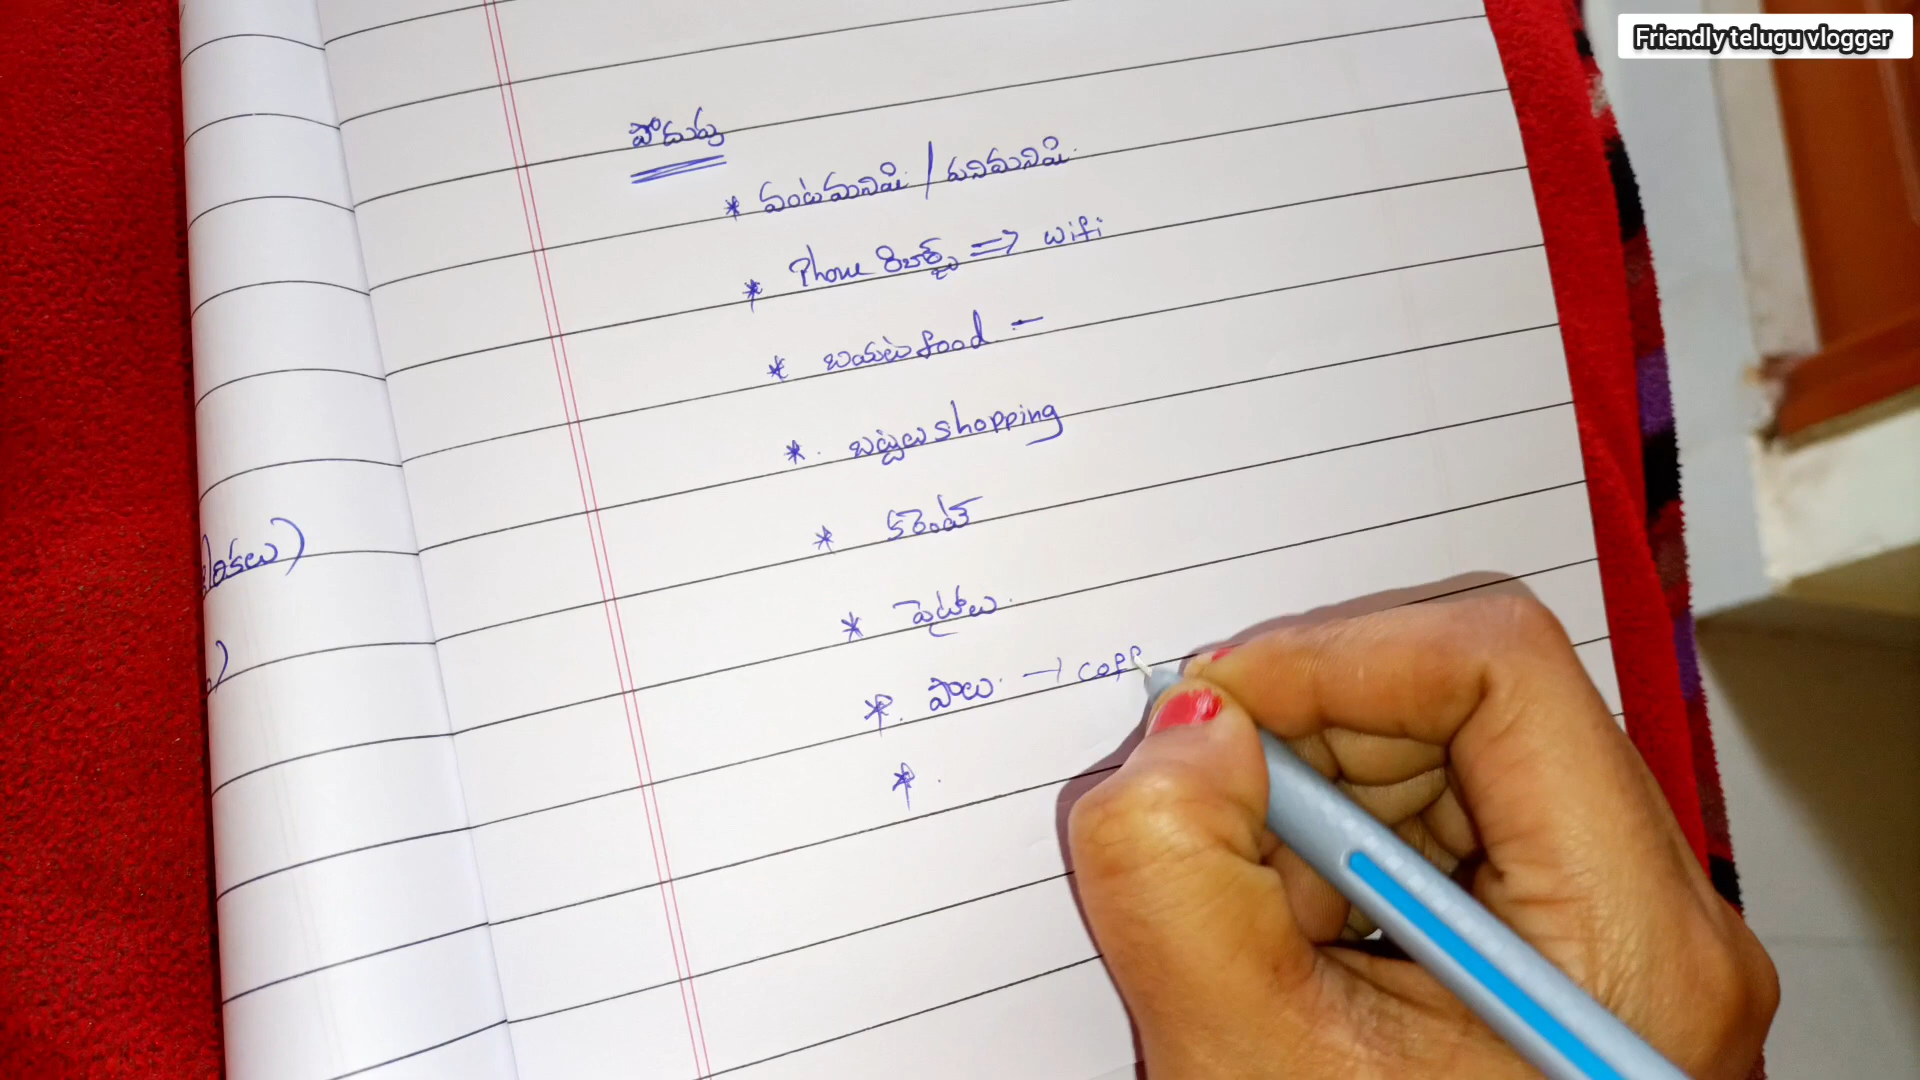 Friendly telugu vlogger
పొదుపు
* వంటమనిషి / పనిమనిషి
* Phone రీచార్జ్ => wifi
* బయట food -
* బట్టలు shopping
* కరెంట్
* పాలు → coff
*